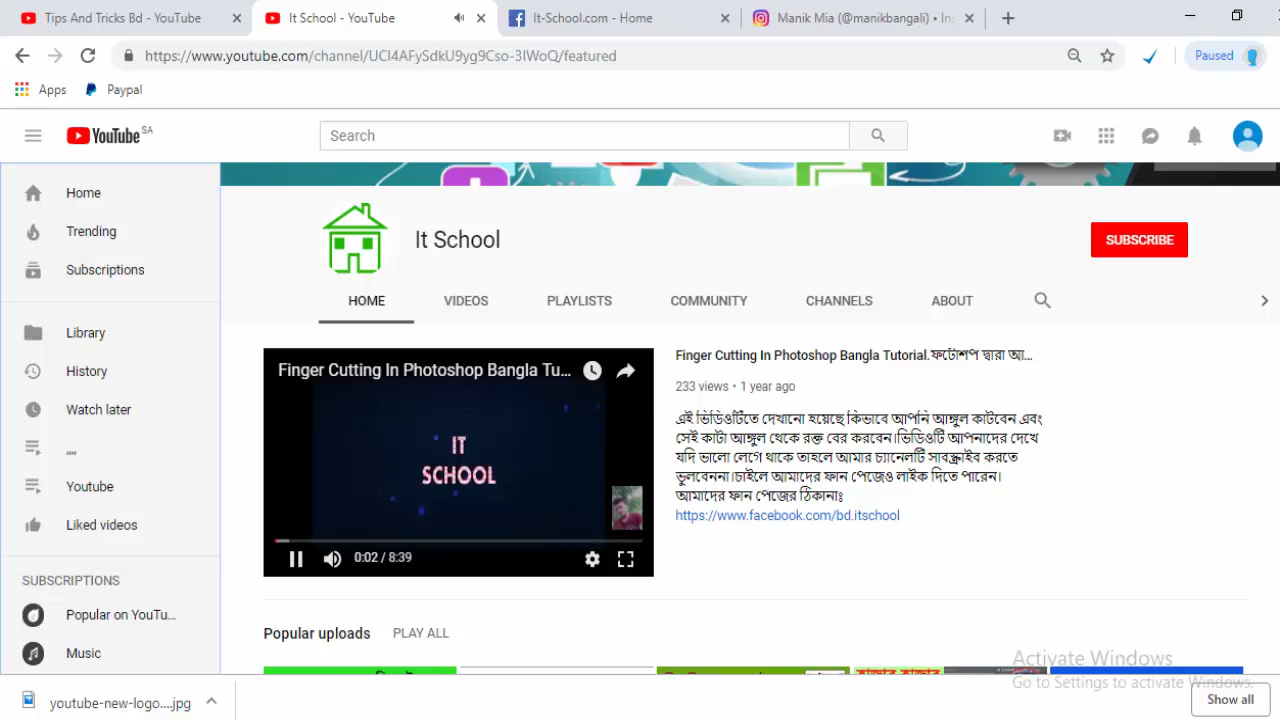 Tips And Tricks Bd - YouTube
It School - YouTube
It-School.com - Home
Manik Mia (@manikbangali) • Ins
https://www.youtube.com/channel/UCI4AFySdkU9yg9Cso-3IWoQ/featured
Paused
Apps
Paypal
YouTube SA
Search
Home
Trending
Subscriptions
Library
History
Watch later
,,,,
Youtube
Liked videos
SUBSCRIPTIONS
Popular on YouTu...
Music
It School
SUBSCRIBE
HOME VIDEOS PLAYLISTS COMMUNITY CHANNELS ABOUT
Finger Cutting In Photoshop Bangla Tu...
IT
SCHOOL
0:02 / 8:39
Finger Cutting In Photoshop Bangla Tutorial.ফটোশপ দ্বারা আ...
233 views • 1 year ago
এই ভিডিওটিতে দেখানো হয়েছে কিভাবে আপনি আঙ্গুল কাটবেন এবং
সেই কাটা আঙ্গুল থেকে রক্ত বের করবেন।ভিডিওটি আপনাদের দেখে
যদি ভালো লেগে থাকে তাহলে আমার চ্যানেলটি সাবস্ক্রাইব করতে
ভুলবেননা।চাইলে আমাদের ফান পেজেও লাইক দিতে পারেন।
আমাদের ফান পেজের ঠিকানাঃ
https://www.facebook.com/bd.itschool
Popular uploads PLAY ALL
Activate Windows
Go to Settings to activate Windows.
youtube-new-logo....jpg
Show all